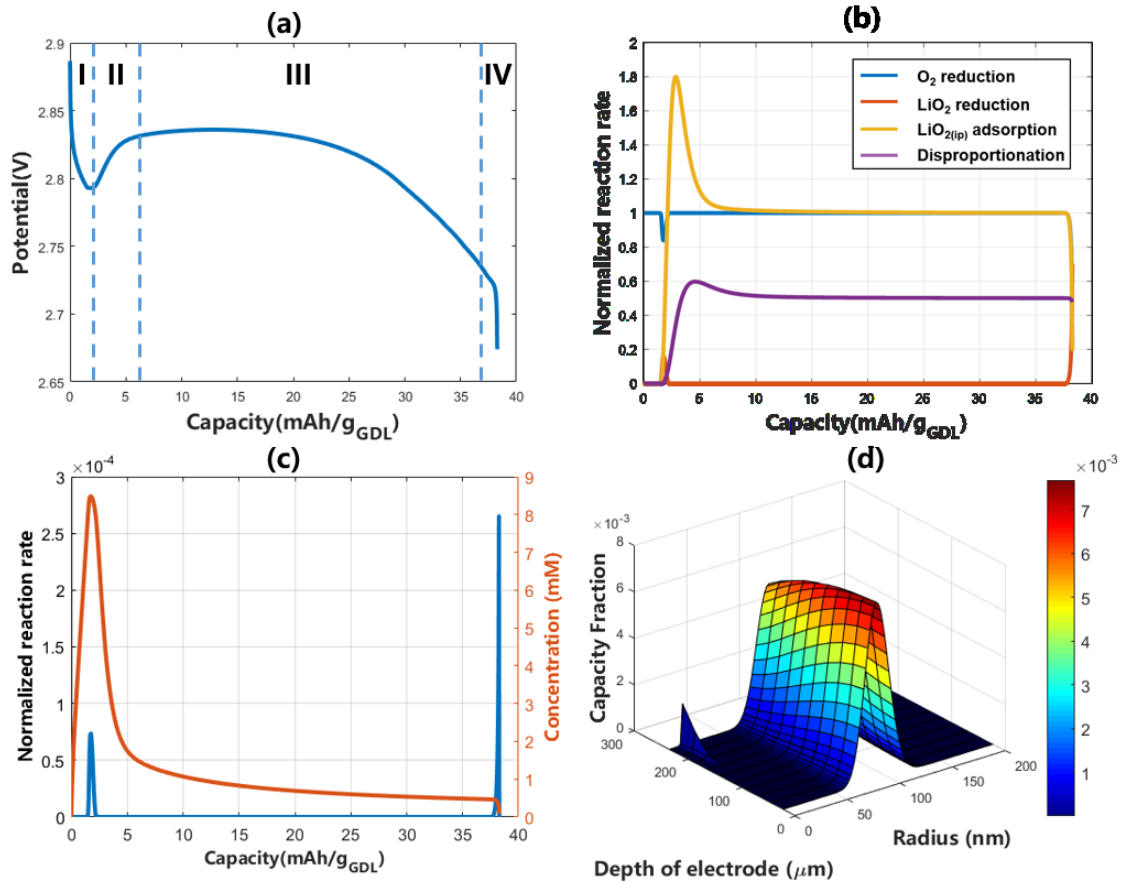 (a)
2.9
2.85
2.8
2.75
2.7
2.65
Potential(V)
I II III IV
0 5 10 15 20 25 30 35 40
Capacity(mAh/gGDL)
(b)
2
1.8
1.6
1.4
1.2
1
0.8
0.6
0.4
0.2
0
Normalized reaction rate
O2 reduction
LiO2 reduction
LiO2(ip) adsorption
Disproportionation
0 5 10 15 20 25 30 35 40
Capacity(mAh/gGDL)
(c)
×10-4
3
2.5
2
1.5
1
0.5
0
Normalized reaction rate
9
8
7
6
5
4
3
2
1
0
Concentration (mM)
0 5 10 15 20 25 30 35 40
Capacity(mAh/gGDL)
(d)
×10-3
8
6
4
2
0
Capacity Fraction
300
200
100
0
Depth of electrode (μm)
0
50
100
150
200
Radius (nm)
×10-3
7
6
5
4
3
2
1